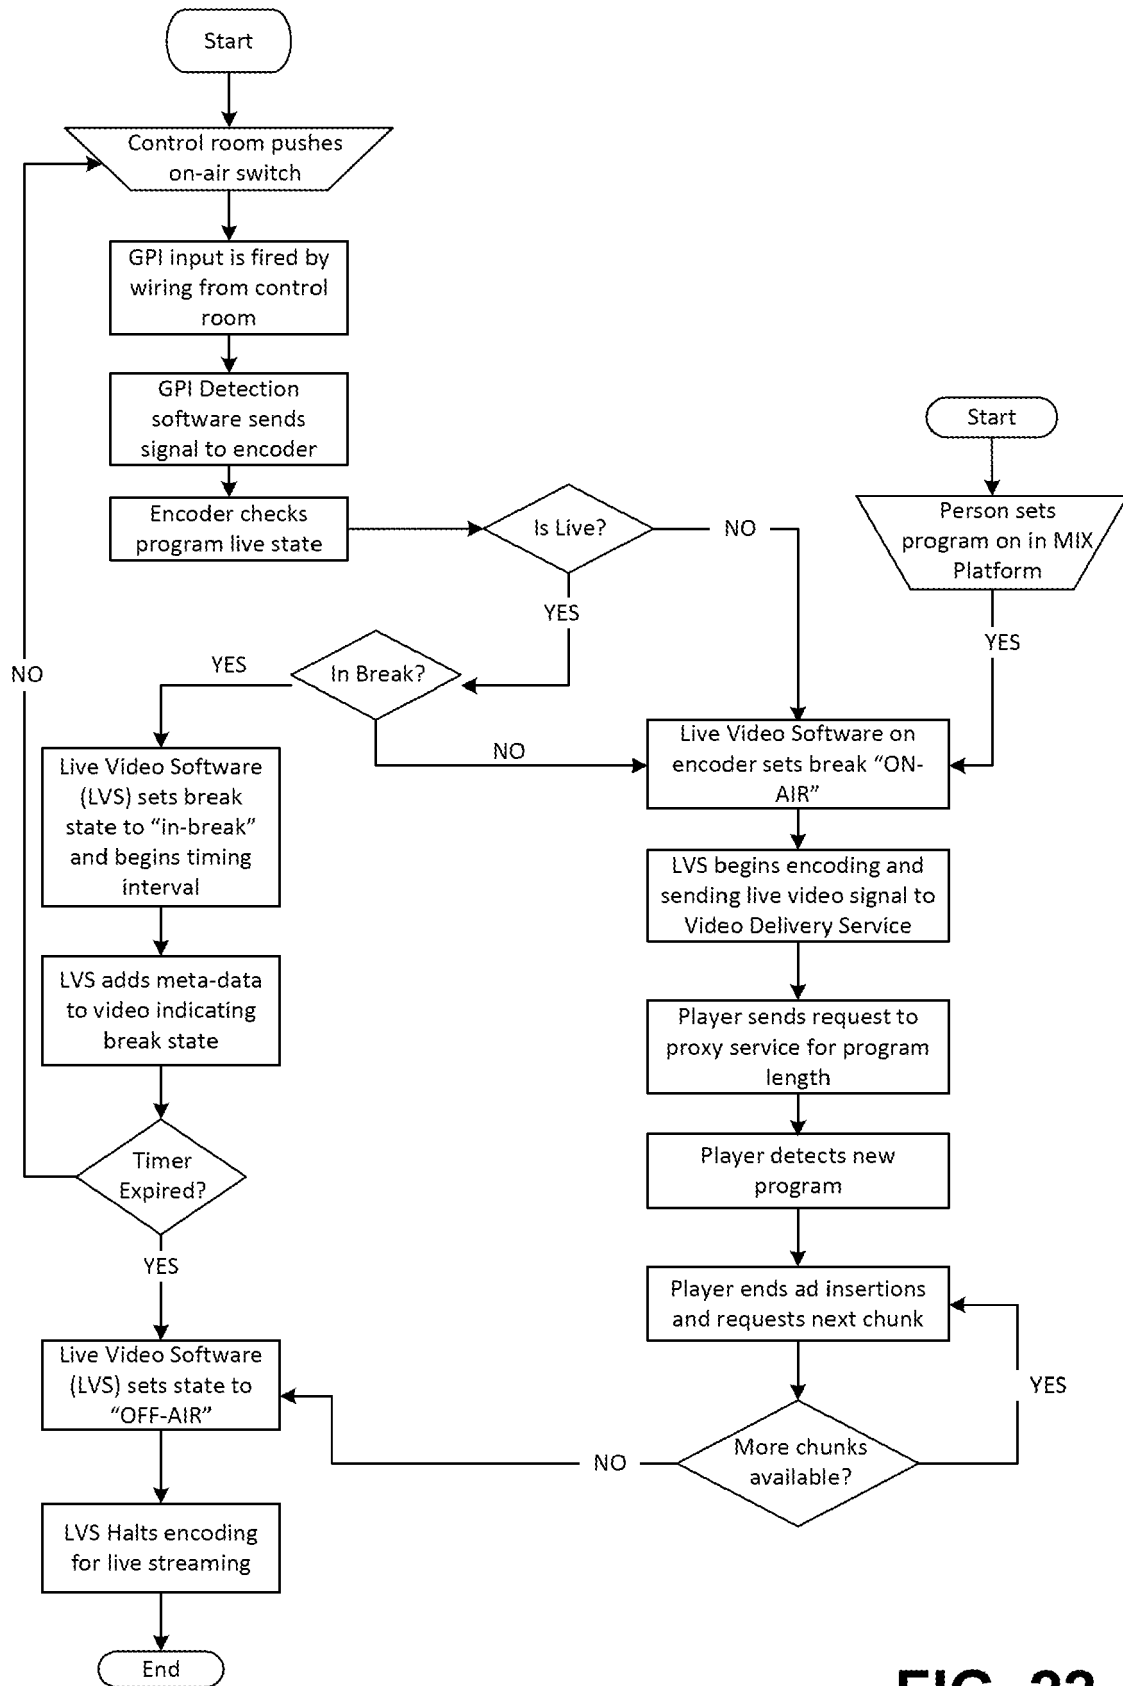 Start
Control room pushes
on-air switch
GPI input is fired by
wiring from control
room
GPI Detection
software sends
signal to encoder
Encoder checks
program live state
Is Live?
NO
YES
Start
Person sets
program on in MIX
Platform
YES
In Break?
YES
NO
NO
Live Video Software
(LVS) sets break
state to “in-break”
and begins timing
interval
LVS adds meta-data
to video indicating
break state
Timer
Expired?
YES
Live Video Software on
encoder sets break “ON-
AIR”
LVS begins encoding and
sending live video signal to
Video Delivery Service
Player sends request to
proxy service for program
length
Player detects new
program
Player ends ad insertions
and requests next chunk
YES
More chunks
available?
NO
Live Video Software
(LVS) sets state to
“OFF-AIR”
LVS Halts encoding
for live streaming
End